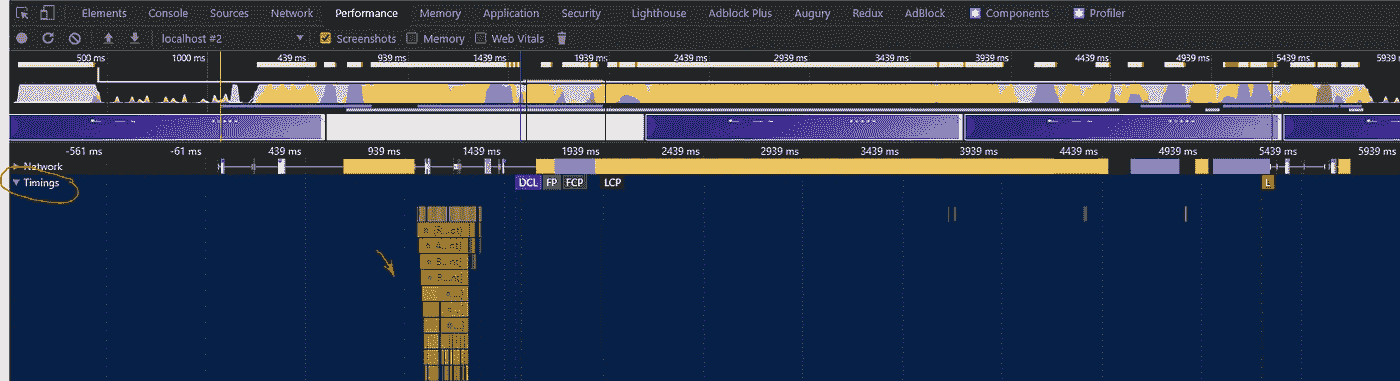 Elements Console Sources Network Performance Memory Application Security Lighthouse Adblock Plus Augury Redux AdBlock Components Profiler
localhost #2 Screenshots Memory Web Vitals
500 ms 1000 ms 439 ms 939 ms 1439 ms 1939 ms 2439 ms 2939 ms 3439 ms 3939 ms 4439 ms 4939 ms 5439 ms 5939 m
-561 ms -61 ms 439 ms 939 ms 1439 ms 1939 ms 2439 ms 2939 ms 3439 ms 3939 ms 4439 ms 4939 ms 5439 ms 5939 ms
Network
Timings DCL FP FCP LCP L